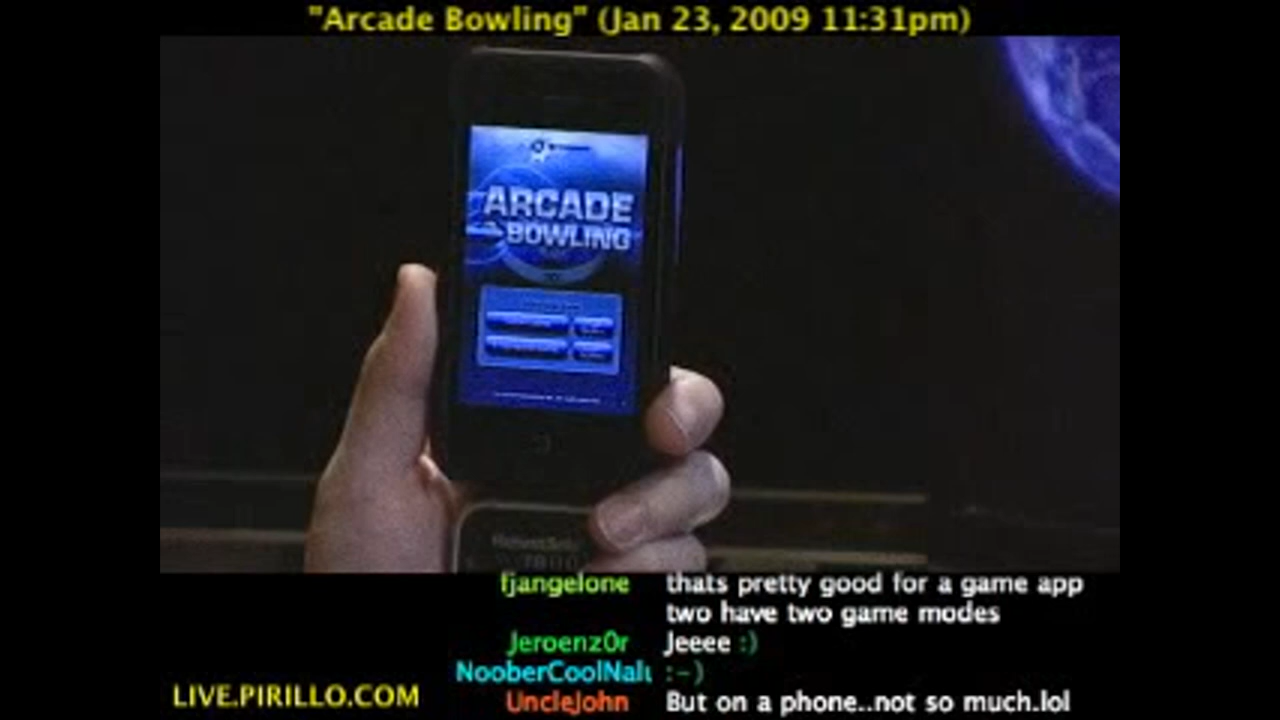 "Arcade Bowling" (Jan 23, 2009 11:31pm)
ARCADE
BOWLING
fjangelone thats pretty good for a game app
two have two game modes
Jeroenz0r Jeeee :)
NooberCoolNalu :-)
LIVE.PIRILLO.COM
UncleJohn But on a phone..not so much.lol